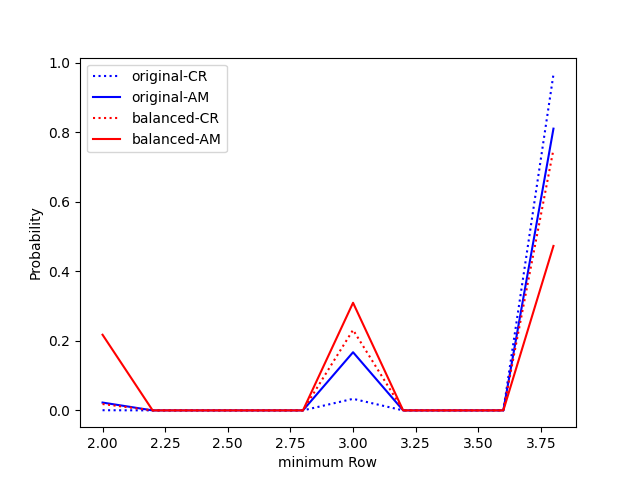 original-CR
original-AM
balanced-CR
balanced-AM
Probability
1.0
0.8
0.6
0.4
0.2
0.0
2.00 2.25 2.50 2.75 3.00 3.25 3.50 3.75
minimum Row